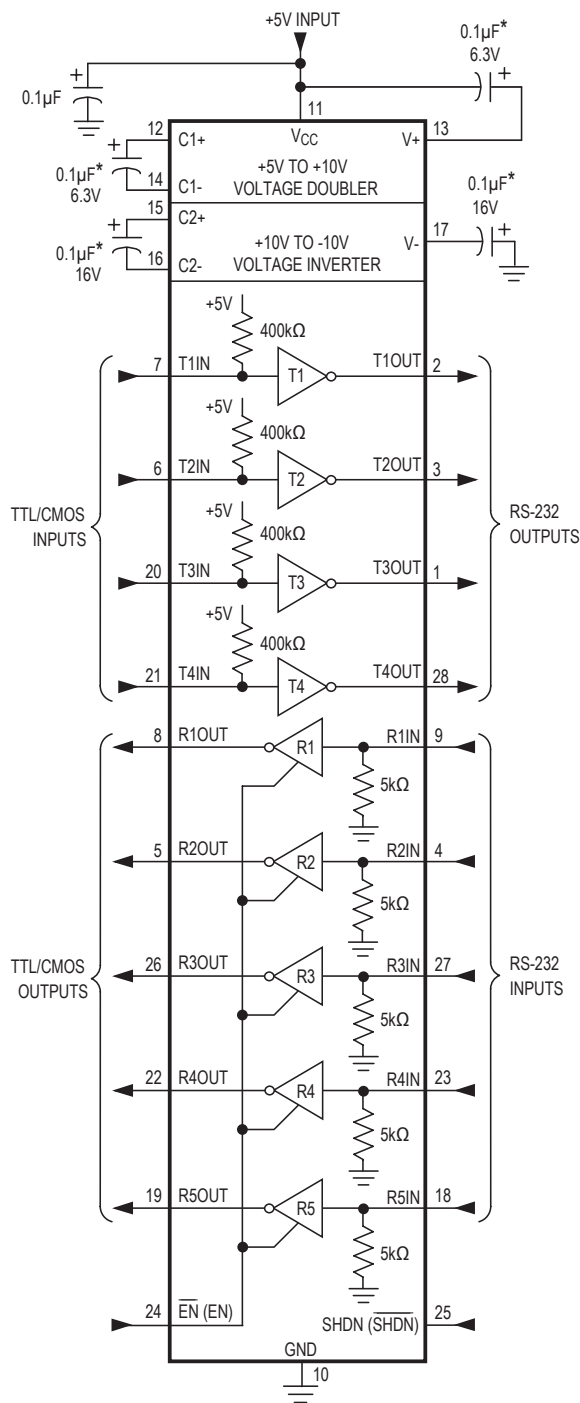 +5V INPUT
0.1µF*
6.3V
+
+
0.1µF
11
12
C1+
VCC
V+
13
+
0.1µF*
6.3V
+5V TO +10V
VOLTAGE DOUBLER
14
C1-
15
C2+
0.1µF*
16V
+
+
0.1µF*
16V
+10V TO -10V
VOLTAGE INVERTER
16
C2-
V-
17
+5V
400kΩ
7
T1IN
T1
T1OUT
2
+5V
400kΩ
6
T2IN
T2
T2OUT
3
TTL/CMOS
INPUTS
RS-232
OUTPUTS
+5V
400kΩ
20
T3IN
T3
T3OUT
1
+5V
400kΩ
21
T4IN
T4
T4OUT
28
8
R1OUT
R1
R1IN
9
5kΩ
5
R2OUT
R2
R2IN
4
5kΩ
TTL/CMOS
OUTPUTS
RS-232
INPUTS
26
R3OUT
R3
R3IN
27
5kΩ
22
R4OUT
R4
R4IN
23
5kΩ
19
R5OUT
R5
R5IN
18
5kΩ
24
E̅N̅ (EN)
SHDN (S̅H̅D̅N̅)
25
GND
10